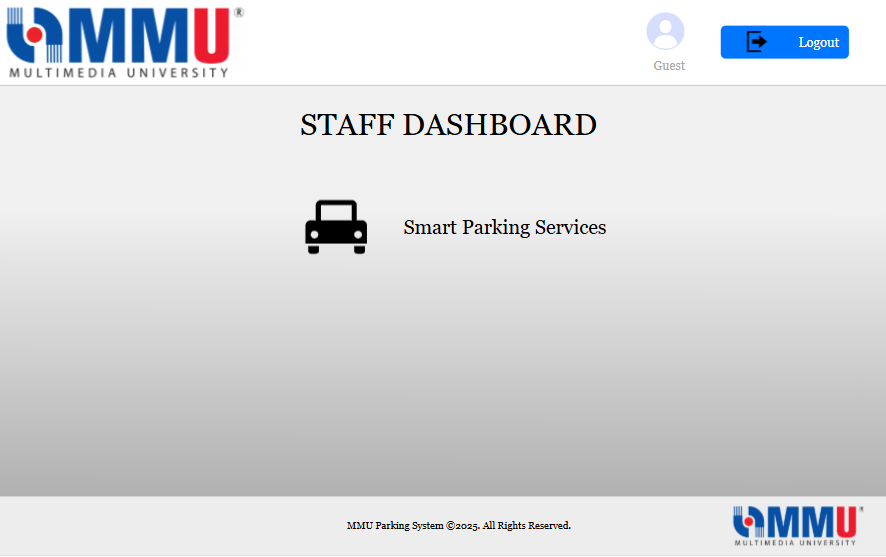 MMU®
MULTIMEDIA UNIVERSITY
Guest
Logout
STAFF DASHBOARD
Smart Parking Services
MMU Parking System ©2025. All Rights Reserved.
MMU®
MULTIMEDIA UNIVERSITY